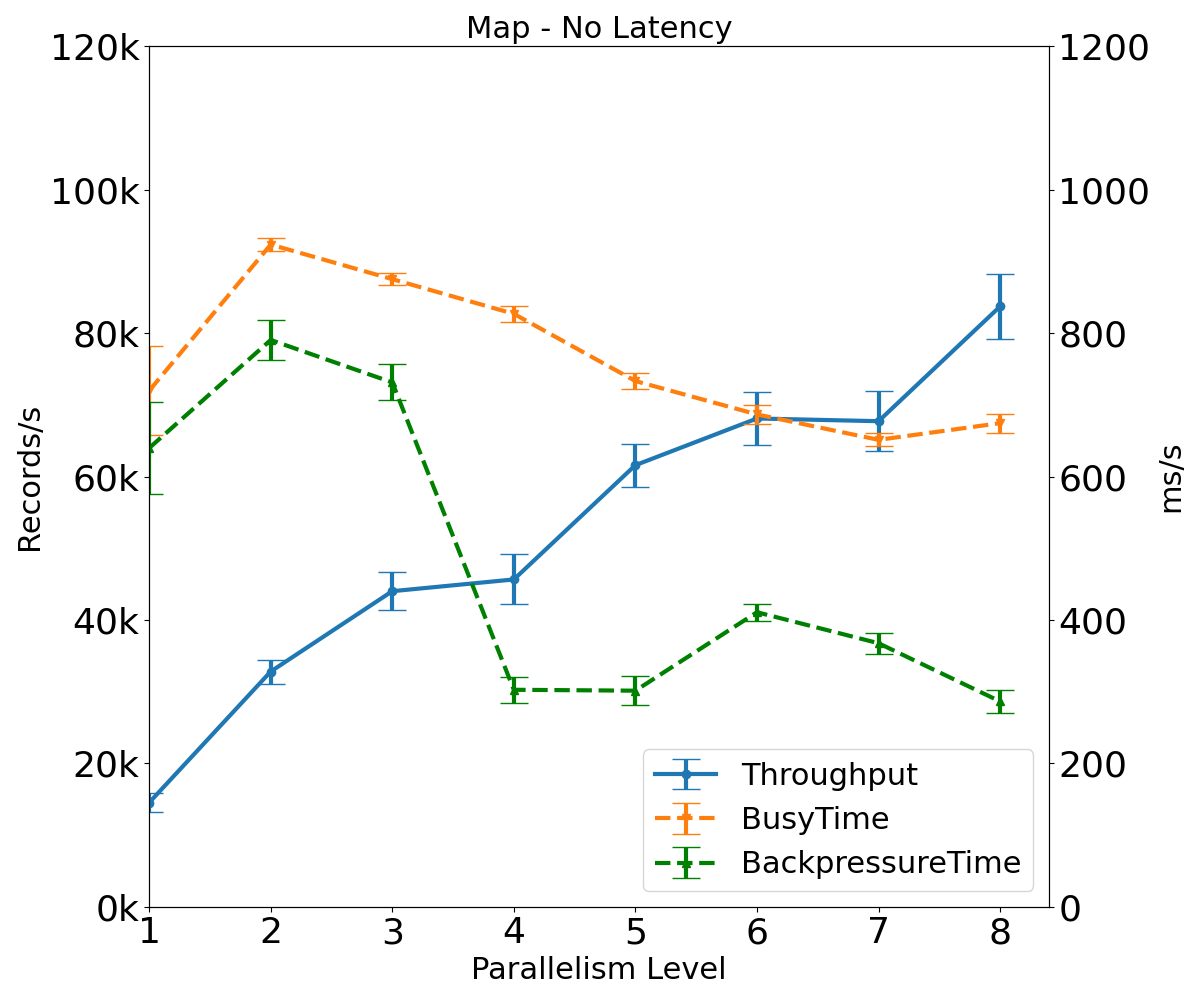 Map - No Latency
120k
100k
80k
60k
40k
20k
0k
Records/s
1200
1000
800
600
400
200
0
ms/s
1 2 3 4 5 6 7 8
Parallelism Level
Throughput
BusyTime
BackpressureTime